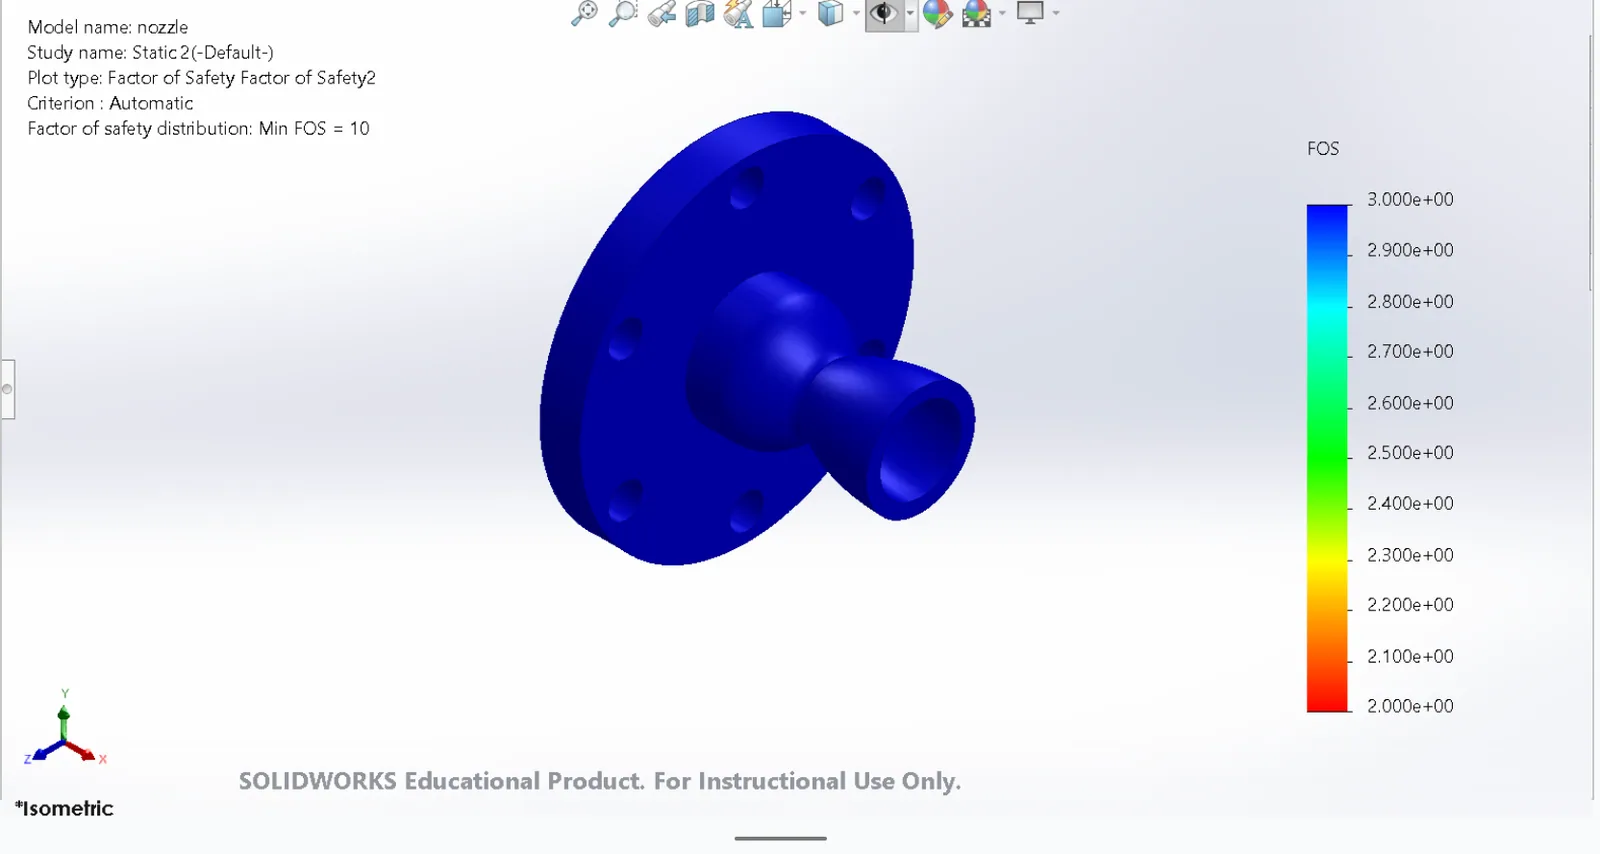 Model name: nozzle
Study name: Static 2(-Default-)
Plot type: Factor of Safety Factor of Safety2
Criterion : Automatic
Factor of safety distribution: Min FOS = 10
FOS
3.000e+00
2.900e+00
2.800e+00
2.700e+00
2.600e+00
2.500e+00
2.400e+00
2.300e+00
2.200e+00
2.100e+00
2.000e+00
Y
Z
X
SOLIDWORKS Educational Product. For Instructional Use Only.
*Isometric